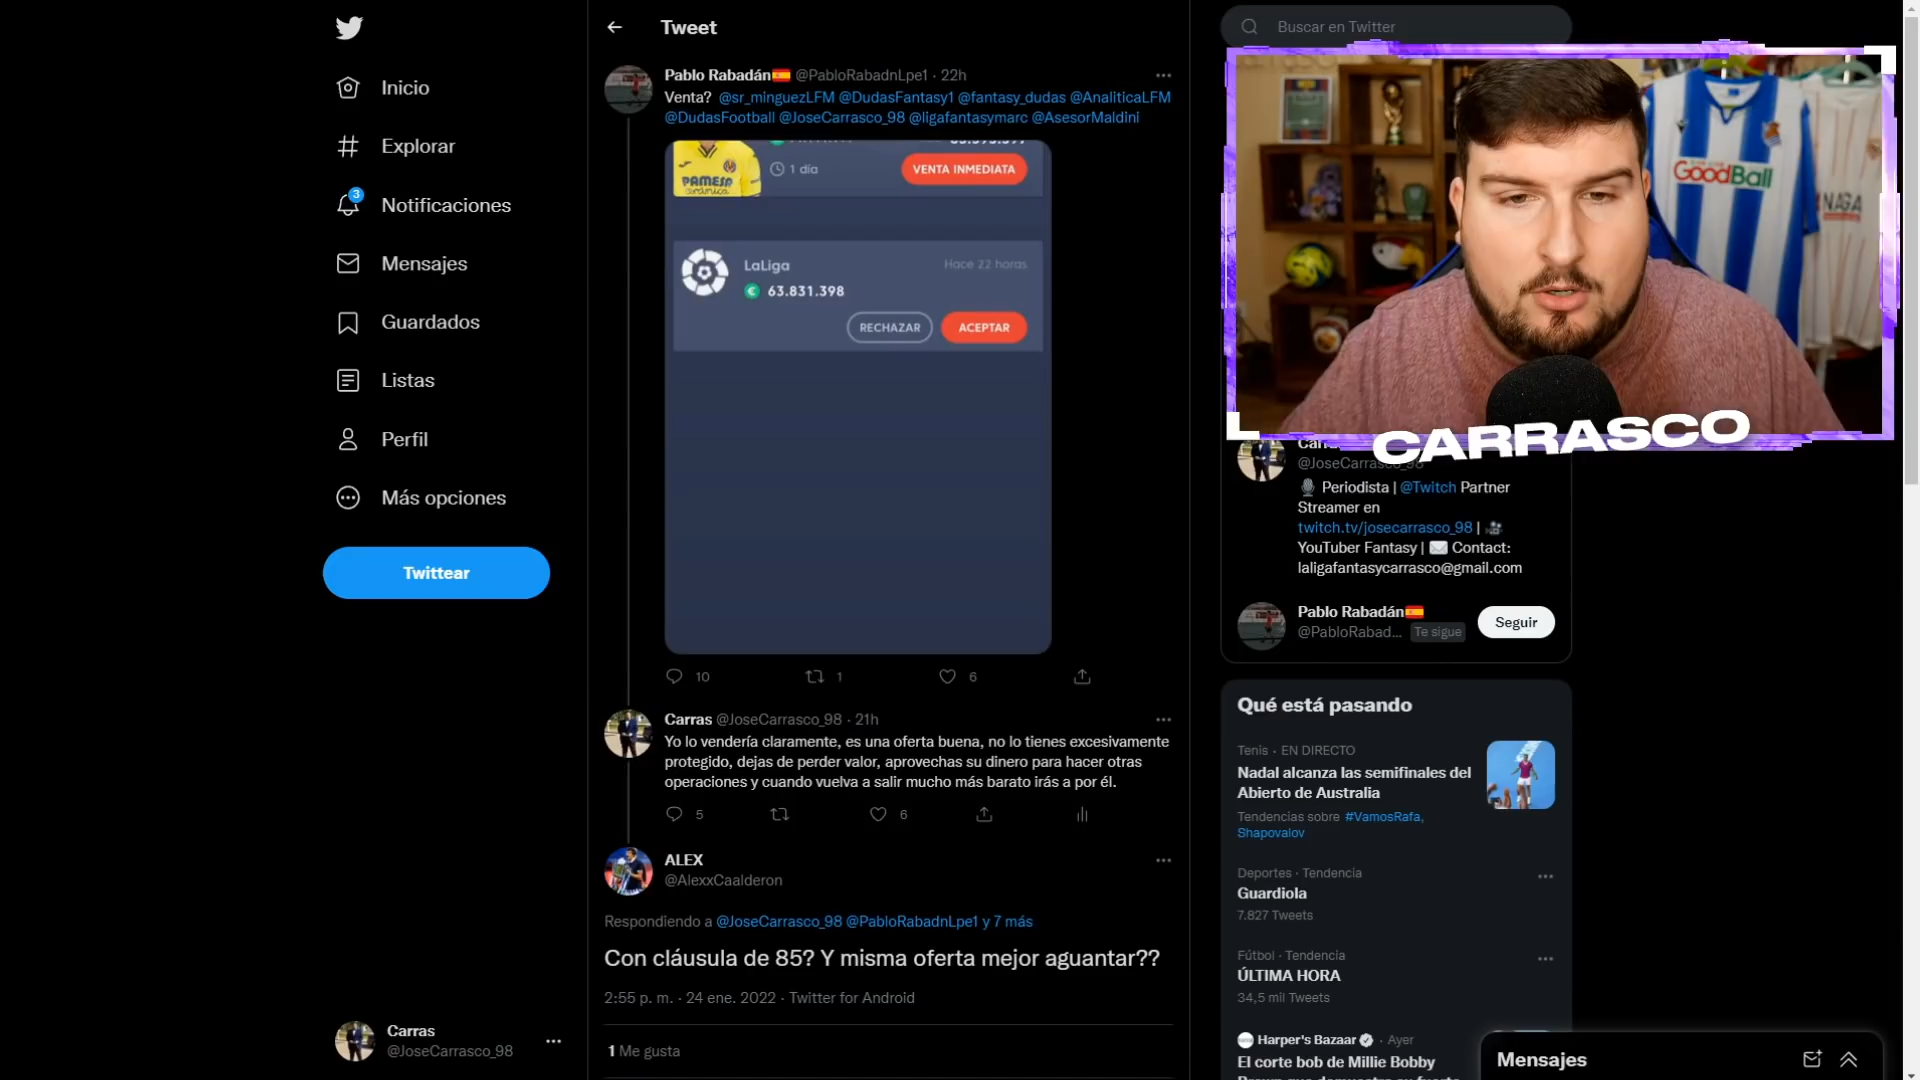 Inicio
Explorar
3
Notificaciones
Mensajes
Guardados
Listas
Perfil
Más opciones
Twittear
Carras
@JoseCarrasco_98
Tweet
Pablo Rabadán @PabloRabadnLpe1 · 22h
Venta? @sr_minguezLFM @DudasFantasy1 @fantasy_dudas @AnaliticaLFM
@DudasFootball @JoseCarrasco_98 @ligafantasymarc @AsesorMaldini
PAMESA
cerámica
1 día
VENTA INMEDIATA
LaLiga
Hace 22 horas
63.831.398
RECHAZAR
ACEPTAR
10
1
6
Carras @JoseCarrasco_98 · 21h
Yo lo vendería claramente, es una oferta buena, no lo tienes excesivamente
protegido, dejas de perder valor, aprovechas su dinero para hacer otras
operaciones y cuando vuelva a salir mucho más barato irás a por él.
5
6
ALEX
@AlexxCaalderon
Respondiendo a @JoseCarrasco_98 @PabloRabadnLpe1 y 7 más
Con cláusula de 85? Y misma oferta mejor aguantar??
2:55 p. m. · 24 ene. 2022 · Twitter for Android
1 Me gusta
Buscar en Twitter
GoodBall
CARRASCO
@JoseCarrasco_98
Periodista | @Twitch Partner
Streamer en
twitch.tv/josecarrasco_98 |
YouTuber Fantasy | Contact:
laligafantasycarrasco@gmail.com
Pablo Rabadán
@PabloRabad... Te sigue
Seguir
Qué está pasando
Tenis · EN DIRECTO
Nadal alcanza las semifinales del
Abierto de Australia
Tendencias sobre #VamosRafa,
Shapovalov
Deportes · Tendencia
Guardiola
7.827 Tweets
Fútbol · Tendencia
ÚLTIMA HORA
34,5 mil Tweets
Harper's Bazaar · Ayer
El corte bob de Millie Bobby
Mensajes